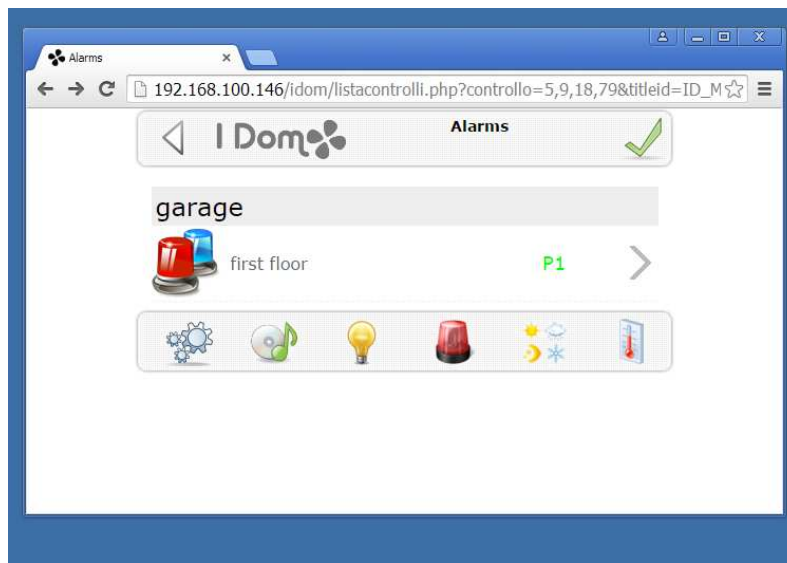 Alarms
192.168.100.146/idom/listacontrolli.php?controllo=5,9,18,79&titleid=ID_M
I Dom
Alarms
garage
first floor P1